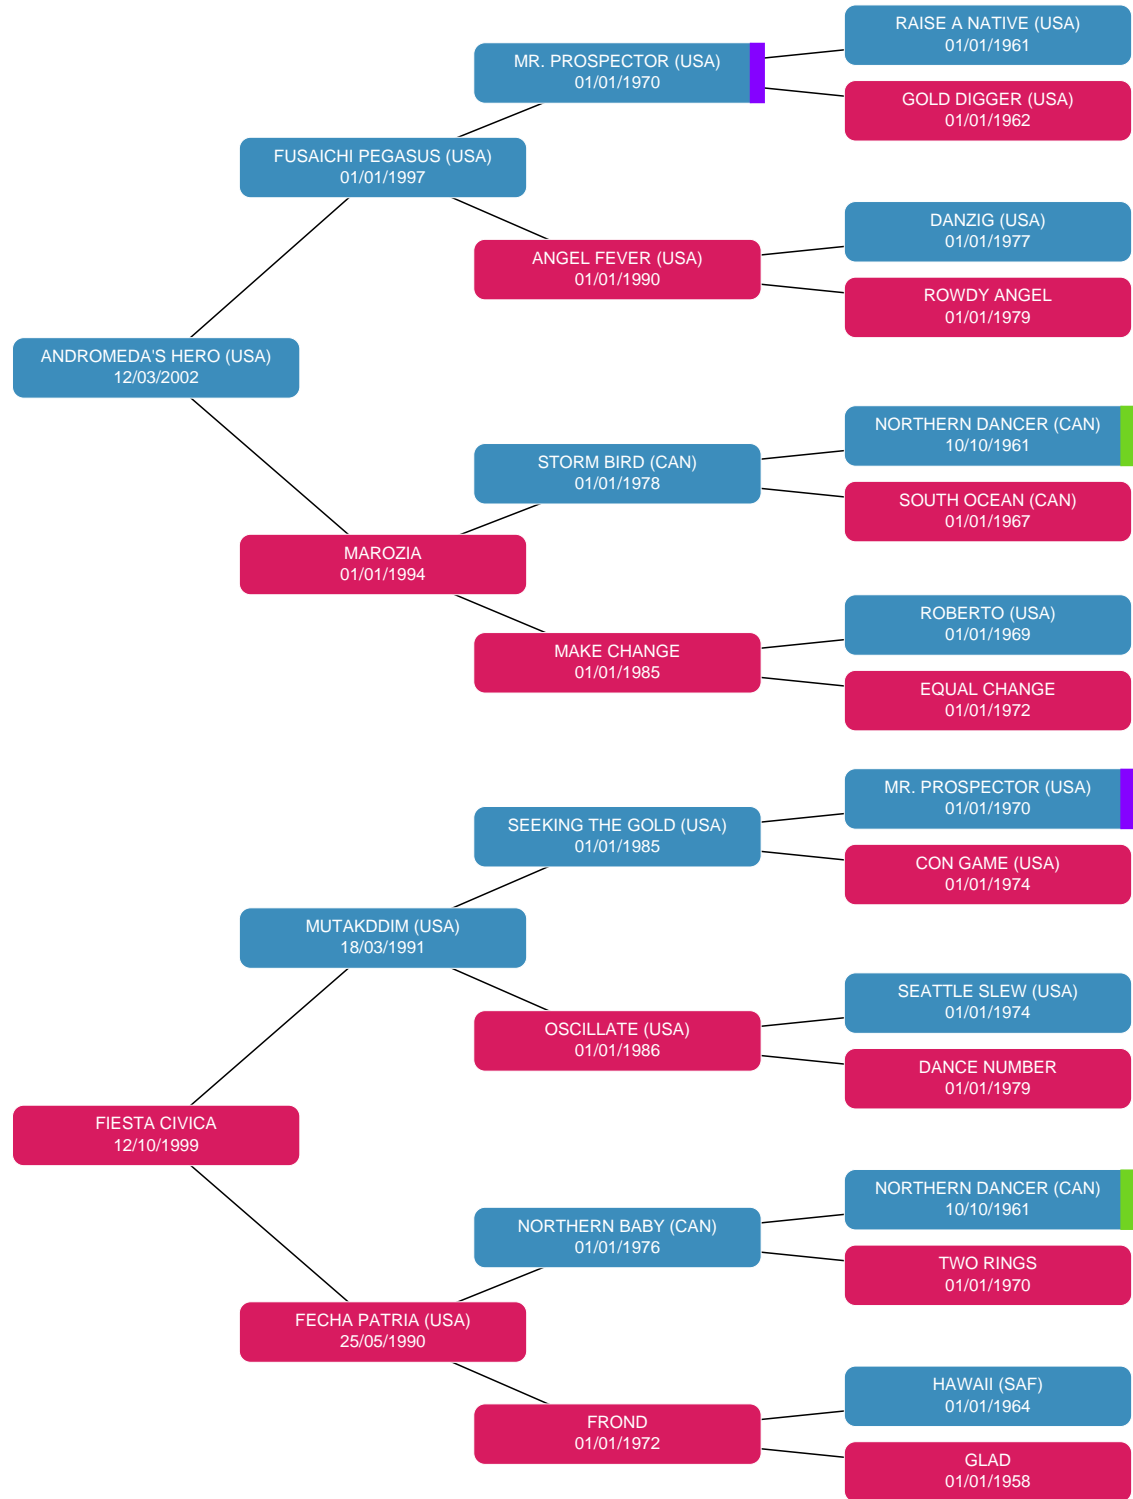 RAISE A NATIVE (USA)
01/01/1961
MR. PROSPECTOR (USA)
01/01/1970
GOLD DIGGER (USA)
01/01/1962
FUSAICHI PEGASUS (USA)
01/01/1997
DANZIG (USA)
01/01/1977
ANGEL FEVER (USA)
01/01/1990
ROWDY ANGEL
01/01/1979
ANDROMEDA'S HERO (USA)
12/03/2002
NORTHERN DANCER (CAN)
10/10/1961
STORM BIRD (CAN)
01/01/1978
SOUTH OCEAN (CAN)
01/01/1967
MAROZIA
01/01/1994
ROBERTO (USA)
01/01/1969
MAKE CHANGE
01/01/1985
EQUAL CHANGE
01/01/1972
MR. PROSPECTOR (USA)
01/01/1970
SEEKING THE GOLD (USA)
01/01/1985
CON GAME (USA)
01/01/1974
MUTAKDDIM (USA)
18/03/1991
SEATTLE SLEW (USA)
01/01/1974
OSCILLATE (USA)
01/01/1986
DANCE NUMBER
01/01/1979
FIESTA CIVICA
12/10/1999
NORTHERN DANCER (CAN)
10/10/1961
NORTHERN BABY (CAN)
01/01/1976
TWO RINGS
01/01/1970
FECHA PATRIA (USA)
25/05/1990
HAWAII (SAF)
01/01/1964
FROND
01/01/1972
GLAD
01/01/1958